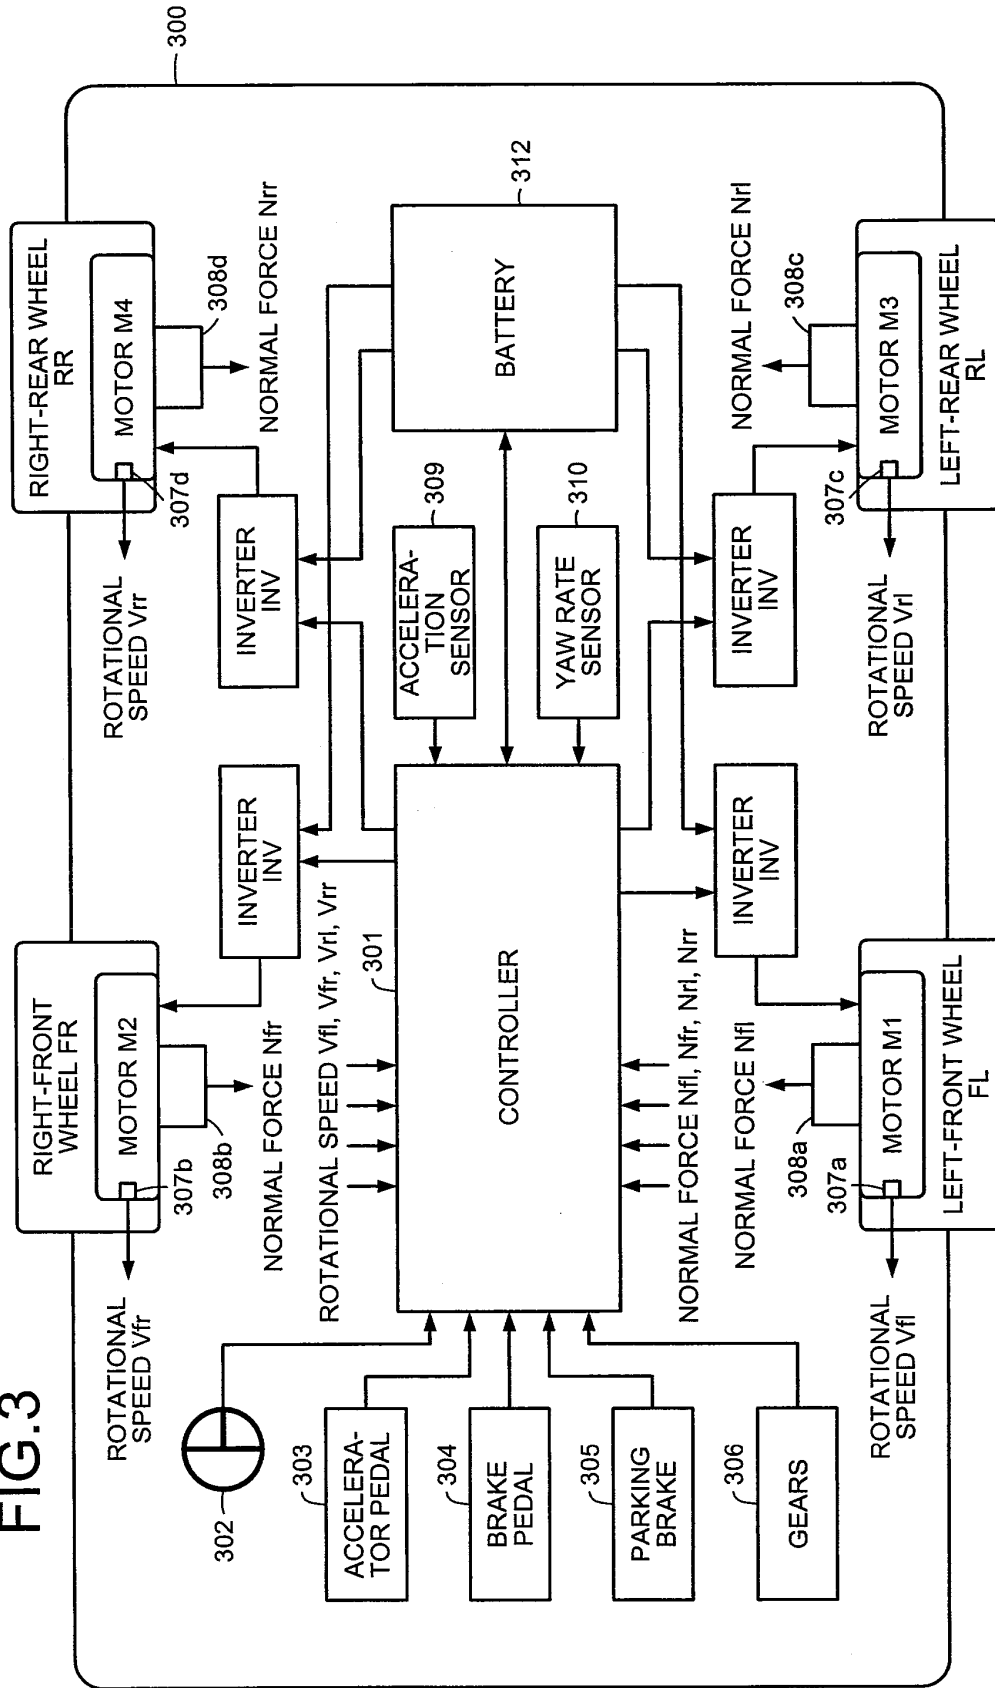 FIG.3
300
RIGHT-FRONT
WHEEL FR
MOTOR M2
307b
308b
ROTATIONAL
SPEED Vfr
NORMAL FORCE Nfr
RIGHT-REAR WHEEL
RR
MOTOR M4
307d
308d
ROTATIONAL
SPEED Vrr
NORMAL FORCE Nrr
INVERTER
INV
INVERTER
INV
302
303
ACCELERA-
TOR PEDAL
304
BRAKE
PEDAL
305
PARKING
BRAKE
306
GEARS
ROTATIONAL SPEED Vfl, Vfr, Vrl, Vrr
301
CONTROLLER
NORMAL FORCE Nfl, Nfr, Nrl, Nrr
309
ACCELERA-
TION
SENSOR
310
YAW RATE
SENSOR
312
BATTERY
INVERTER
INV
INVERTER
INV
NORMAL FORCE Nfl
308a
307a
MOTOR M1
LEFT-FRONT WHEEL
FL
ROTATIONAL
SPEED Vfl
NORMAL FORCE Nrl
308c
307c
MOTOR M3
LEFT-REAR WHEEL
RL
ROTATIONAL
SPEED Vrl